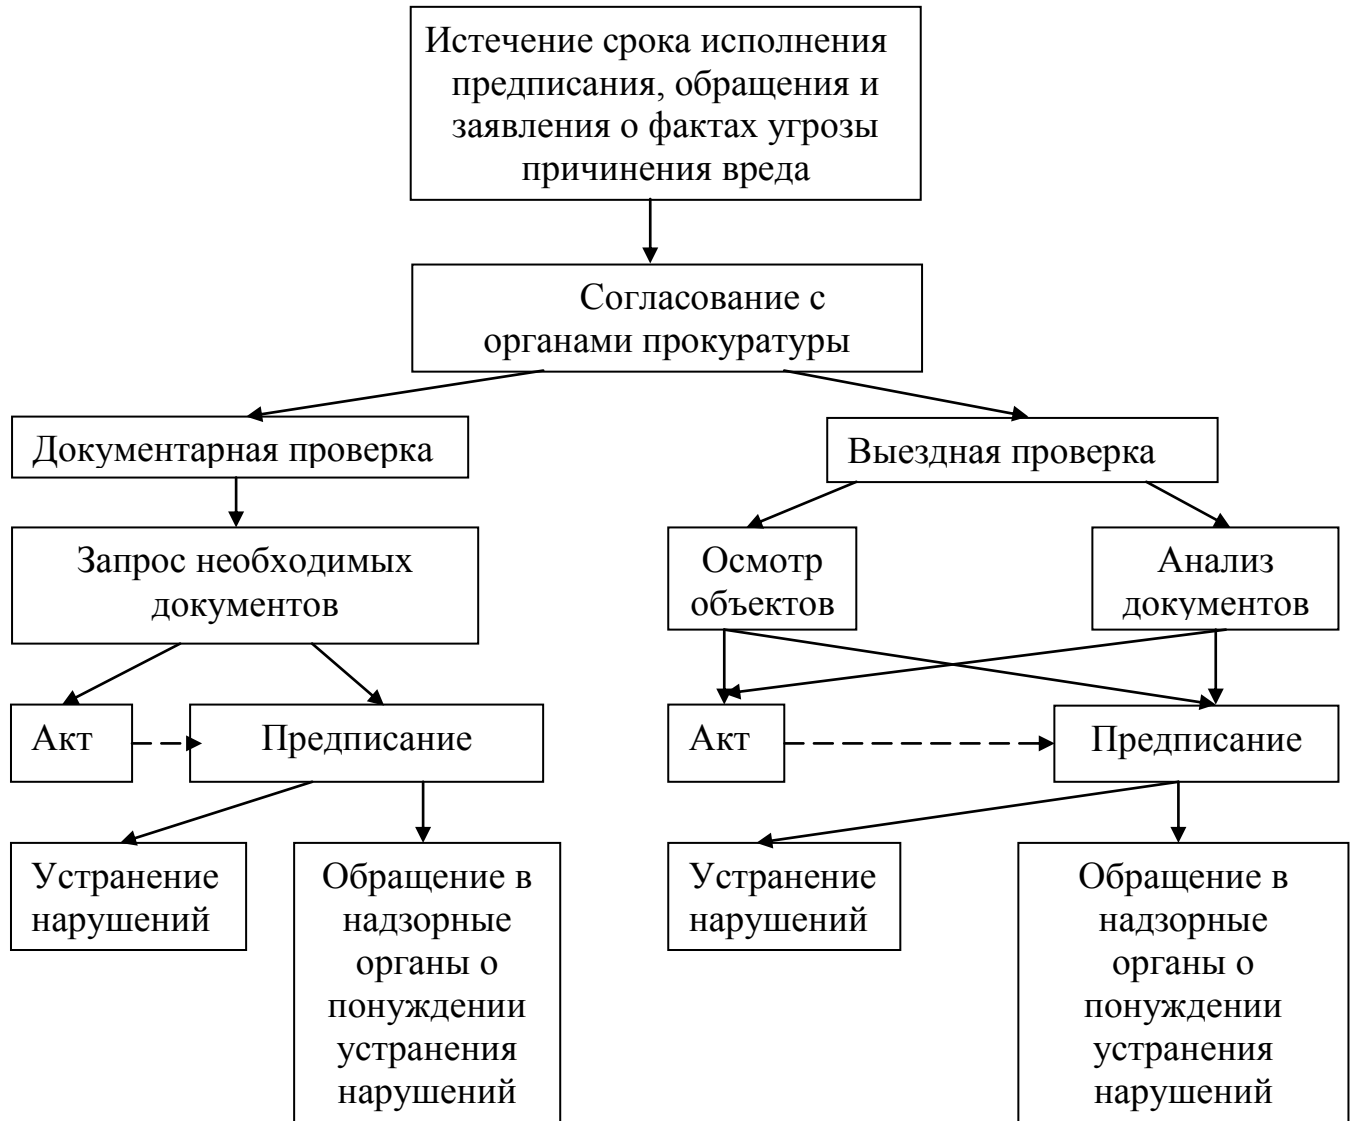 Истечение срока исполнения
предписания, обращения и
заявления о фактах угрозы
причинения вреда
Согласование с
органами прокуратуры
Документарная проверка
Выездная проверка
Запрос необходимых
документов
Осмотр
объектов
Анализ
документов
Акт
Предписание
Акт
Предписание
Устранение
нарушений
Обращение в
надзорные
органы о
понуждении
устранения
нарушений
Устранение
нарушений
Обращение в
надзорные
органы о
понуждении
устранения
нарушений